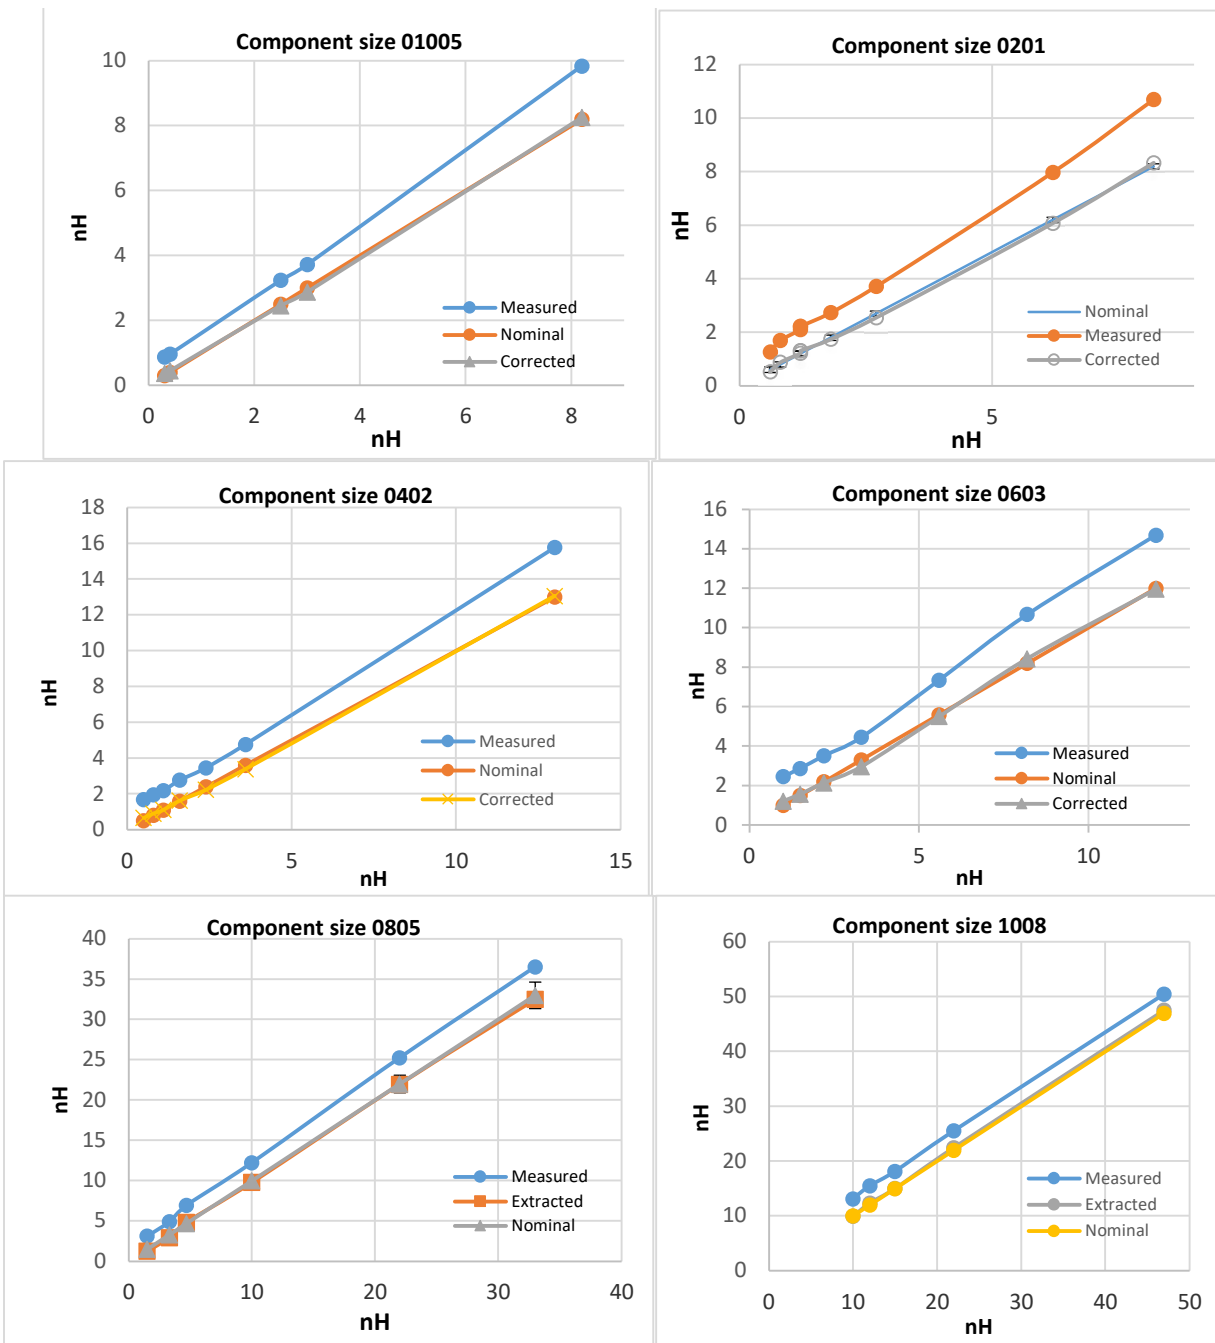 Component size 01005
10
8
6
4
2
0
nH
Measured
Nominal
Corrected
0
2
4
6
8
nH
Component size 0201
12
10
8
6
4
2
0
nH
Nominal
Measured
Corrected
0
5
nH
Component size 0402
18
16
14
12
10
8
6
4
2
0
nH
Measured
Nominal
Corrected
0
5
10
15
nH
Component size 0603
16
14
12
10
8
6
4
2
0
nH
Measured
Nominal
Corrected
0
5
10
nH
Component size 0805
40
35
30
25
20
15
10
5
0
nH
Measured
Extracted
Nominal
0
10
20
30
40
nH
Component size 1008
60
50
40
30
20
10
0
nH
Measured
Extracted
Nominal
0
10
20
30
40
50
nH